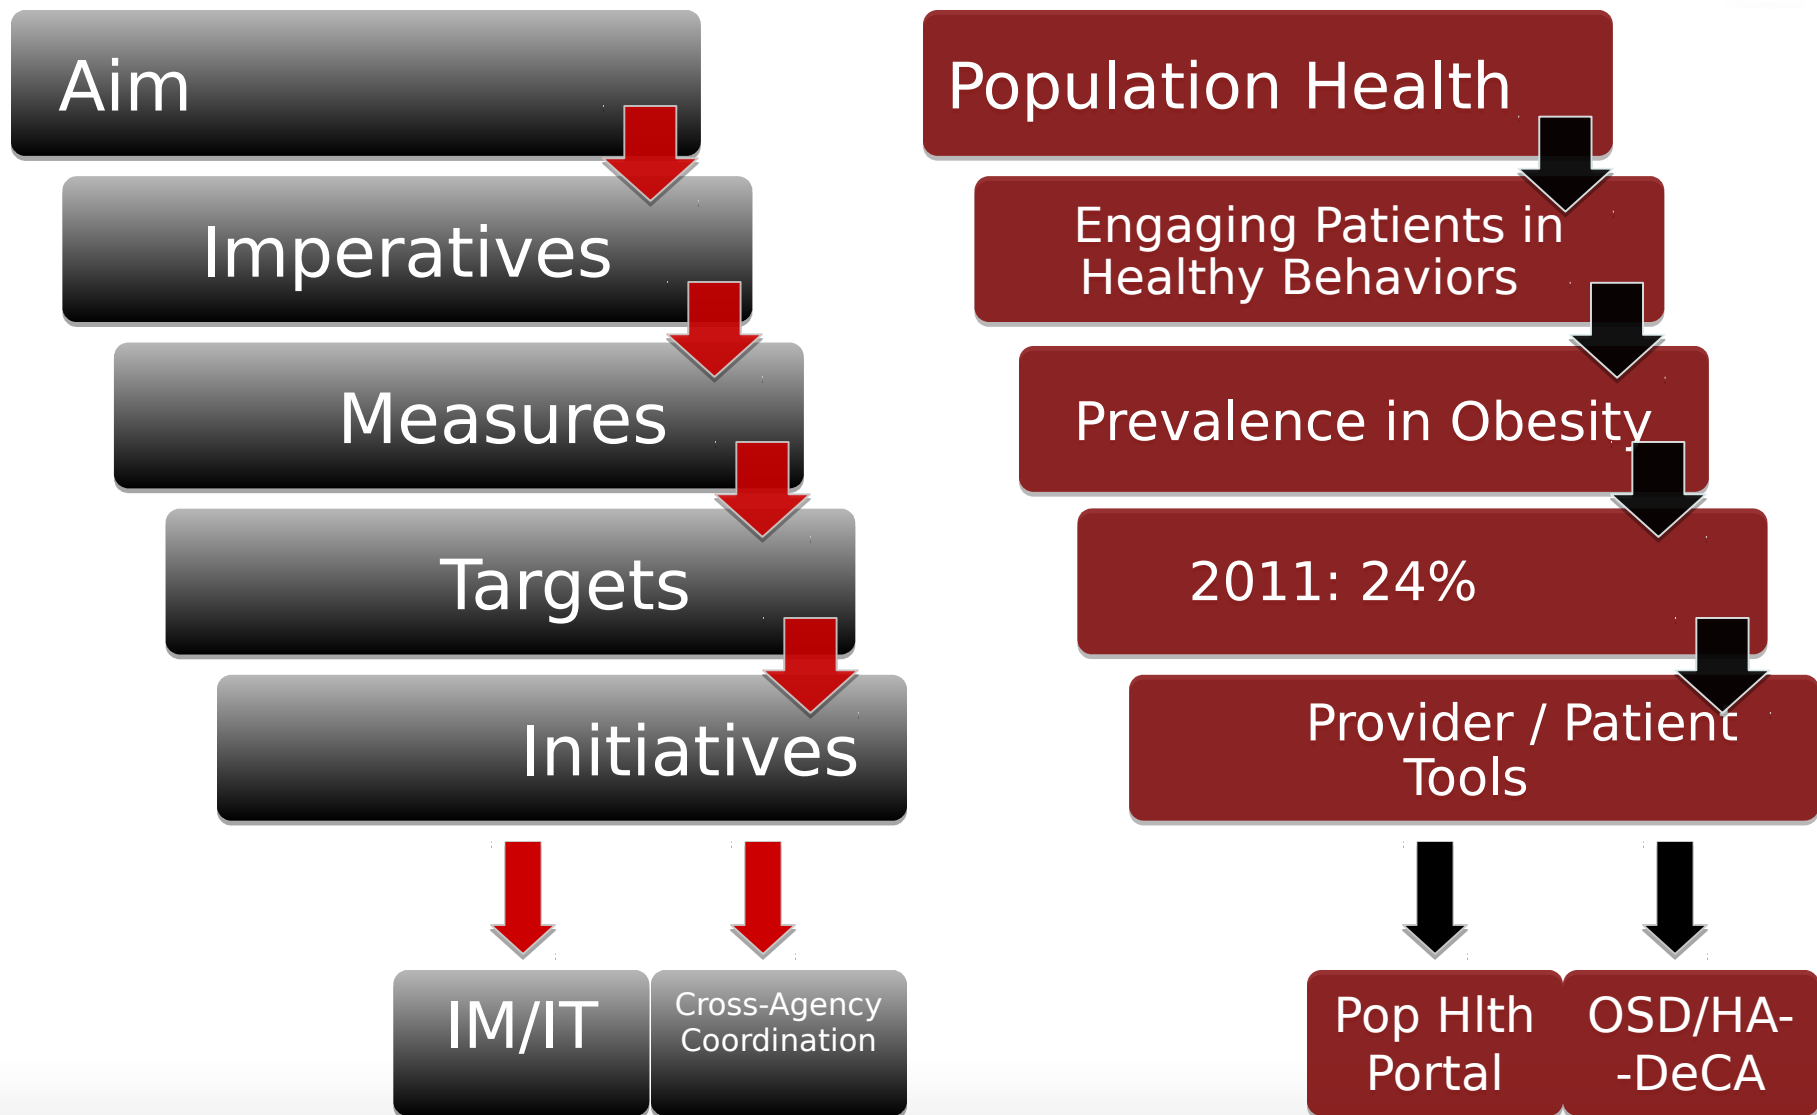 Aim
Imperatives
Measures
Targets
Initiatives
IM/IT
Cross-Agency
Coordination
Population Health
Engaging Patients in
Healthy Behaviors
Prevalence in Obesity
2011: 24%
Provider / Patient
Tools
Pop Hlth
Portal
OSD/HA-
-DeCA